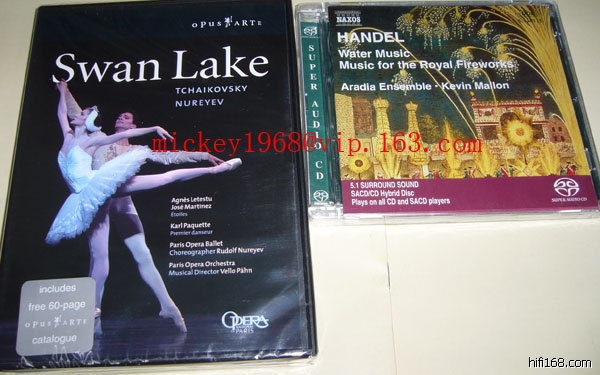 OPUS ARTE
Swan Lake
TCHAIKOVSKY
NUREYEV
Agnès Letestu
José Martinez
Étoiles
Karl Paquette
Premier danseur
Paris Opera Ballet
Choreographer Rudolf Nureyev
Paris Opera Orchestra
Musical Director Vello Pähn
includes
free 60-page
OPUS ARTE
catalogue
OPERA
PARIS
SUPER AUDIO CD
NAXOS
HANDEL
Water Music
Music for the Royal Fireworks
Aradia Ensemble • Kevin Mallon
5.1 SURROUND SOUND
SACD/CD Hybrid Disc
Plays on all CD and SACD players
SUPER AUDIO CD
mickey1968@vip.163.com
hifi168.com